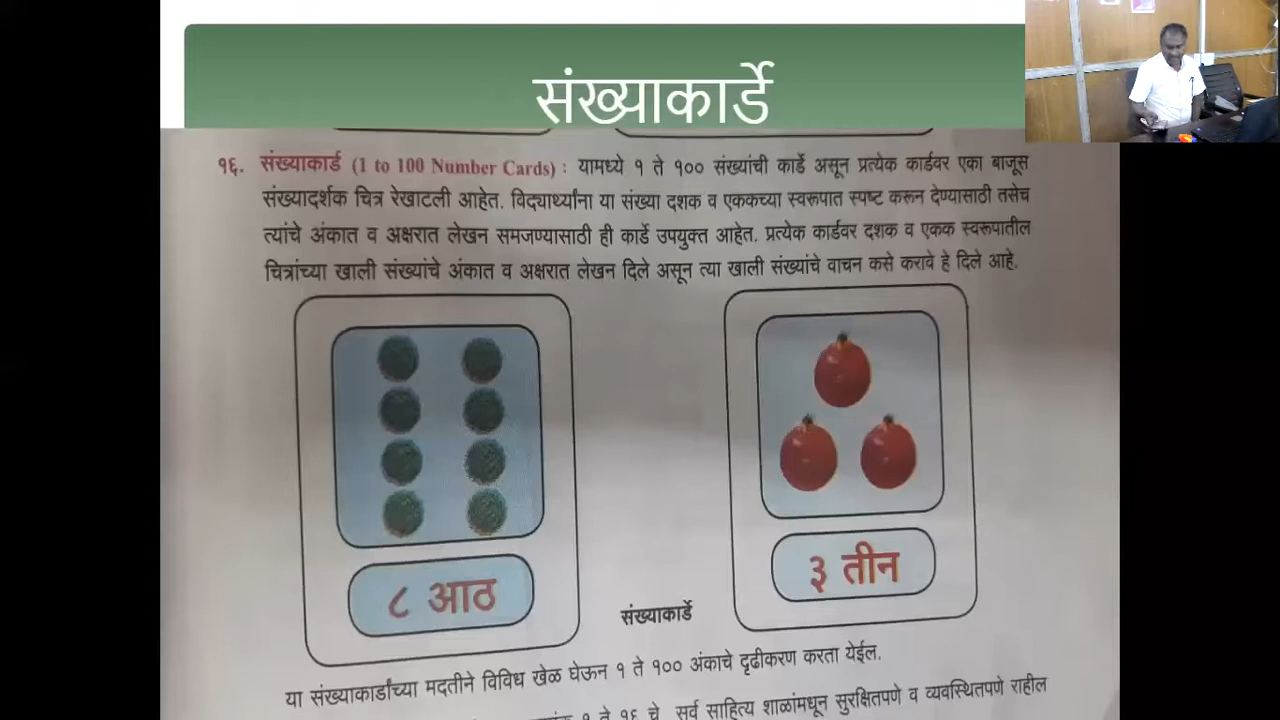 संख्याकार्डे
१६. संख्याकार्ड (1 to 100 Number Cards) : यामध्ये १ ते १०० संख्यांची कार्डे असून प्रत्येक कार्डवर एका बाजूस
संख्यादर्शक चित्र रेखाटली आहेत. विद्यार्थ्यांना या संख्या दशक व एककच्या स्वरूपात स्पष्ट करून देण्यासाठी तसेच
त्यांचे अंकात व अक्षरात लेखन समजण्यासाठी ही कार्डे उपयुक्त आहेत. प्रत्येक कार्डवर दशक व एकक स्वरूपातील
चित्रांच्या खाली संख्यांचे अंकात व अक्षरात लेखन दिले असून त्या खाली संख्यांचे वाचन कसे करावे हे दिले आहे.
८ आठ
३ तीन
संख्याकार्डे
या संख्याकार्डांच्या मदतीने विविध खेळ घेऊन १ ते १०० अंकाचे दृढीकरण करता येईल.
१ ते १६ चे सर्व साहित्य शाळांमधून सुरक्षितपणे व व्यवस्थितपणे राहील